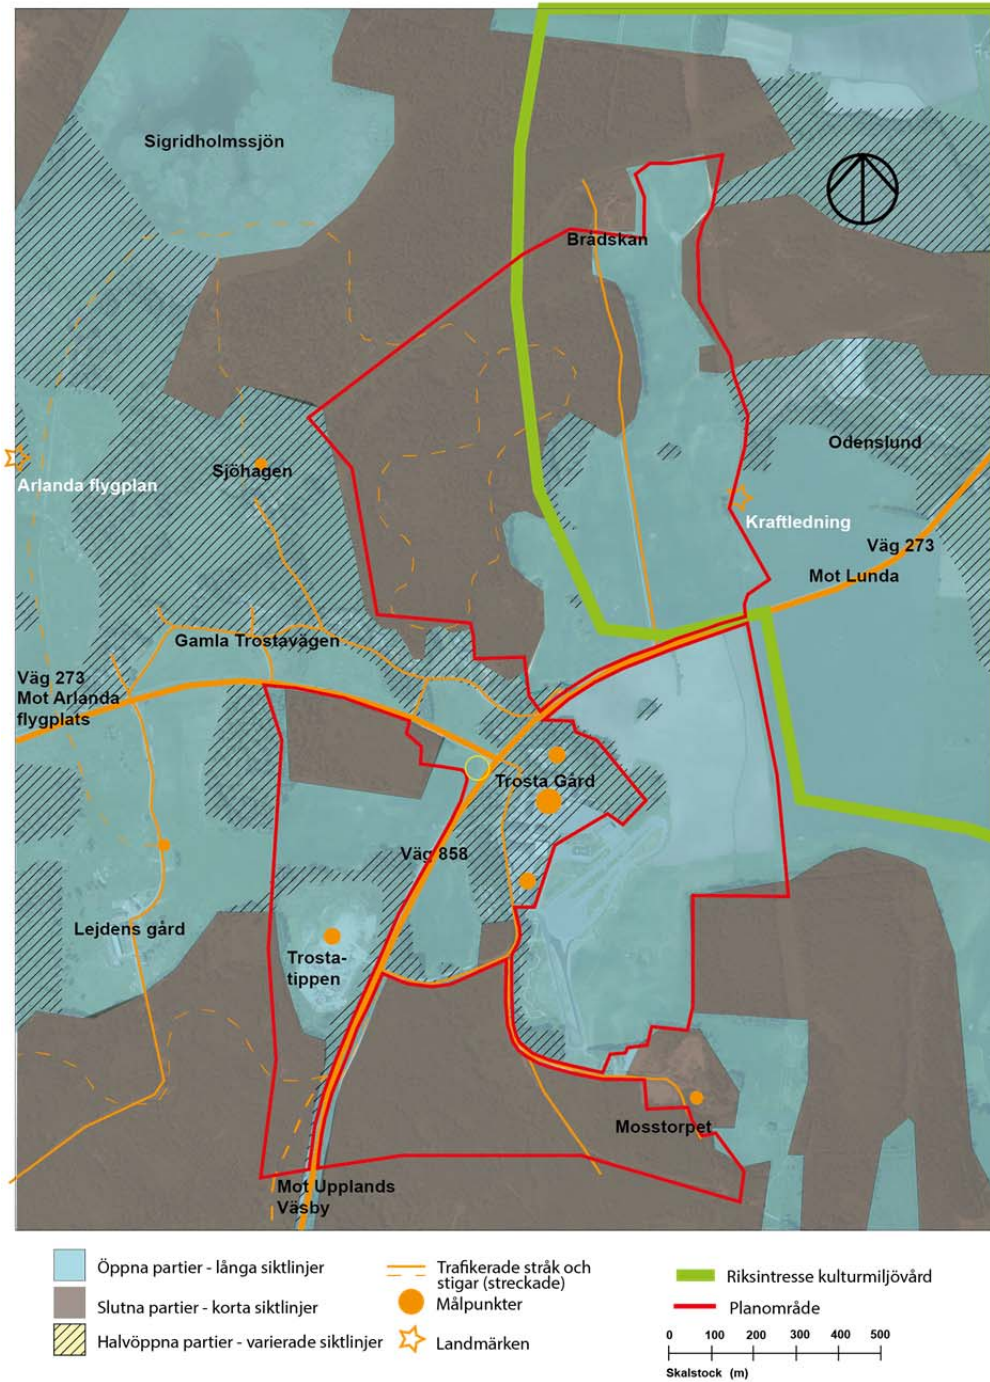 Sigridholmssjön
Brådskan
Odenslund
Sjöhagen
Arlanda flygplan
Kraftledning
Väg 273
Mot Lunda
Gamla Trostavägen
Väg 273
Mot Arlanda
flygplats
Trosta Gård
Väg 858
Lejdens gård
Trosta-
tippen
Mosstorpet
Mot Upplands
Väsby
Öppna partier - långa siktlinjer
Slutna partier - korta siktlinjer
Halvöppna partier - varierade siktlinjer
Trafikerade stråk och
stigar (streckade)
Målpunkter
Landmärken
Riksintresse kulturmiljövård
Planområde
0 100 200 300 400 500
Skalstock (m)